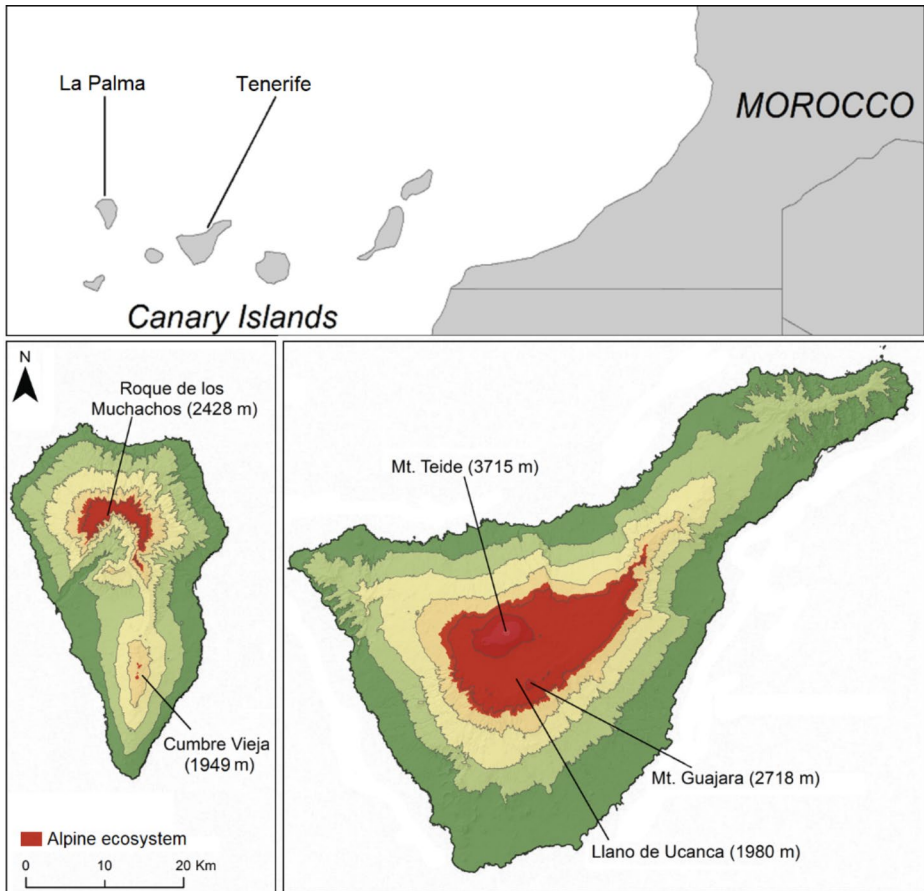 La Palma
Tenerife
MOROCCO
Canary Islands
N
Roque de los
Muchachos (2428 m)
Cumbre Vieja
(1949 m)
Alpine ecosystem
0 10 20 Km
Mt. Teide (3715 m)
Mt. Guajara (2718 m)
Llano de Ucanca (1980 m)